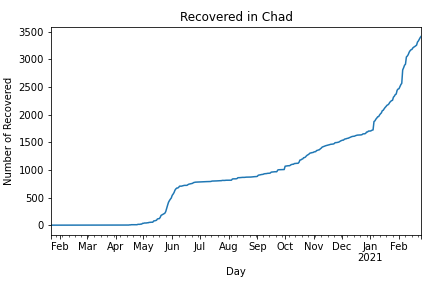 Recovered in Chad
Number of Recovered
3500
3000
2500
2000
1500
1000
500
0
Feb Mar Apr May Jun Jul Aug Sep Oct Nov Dec Jan Feb
2021
Day